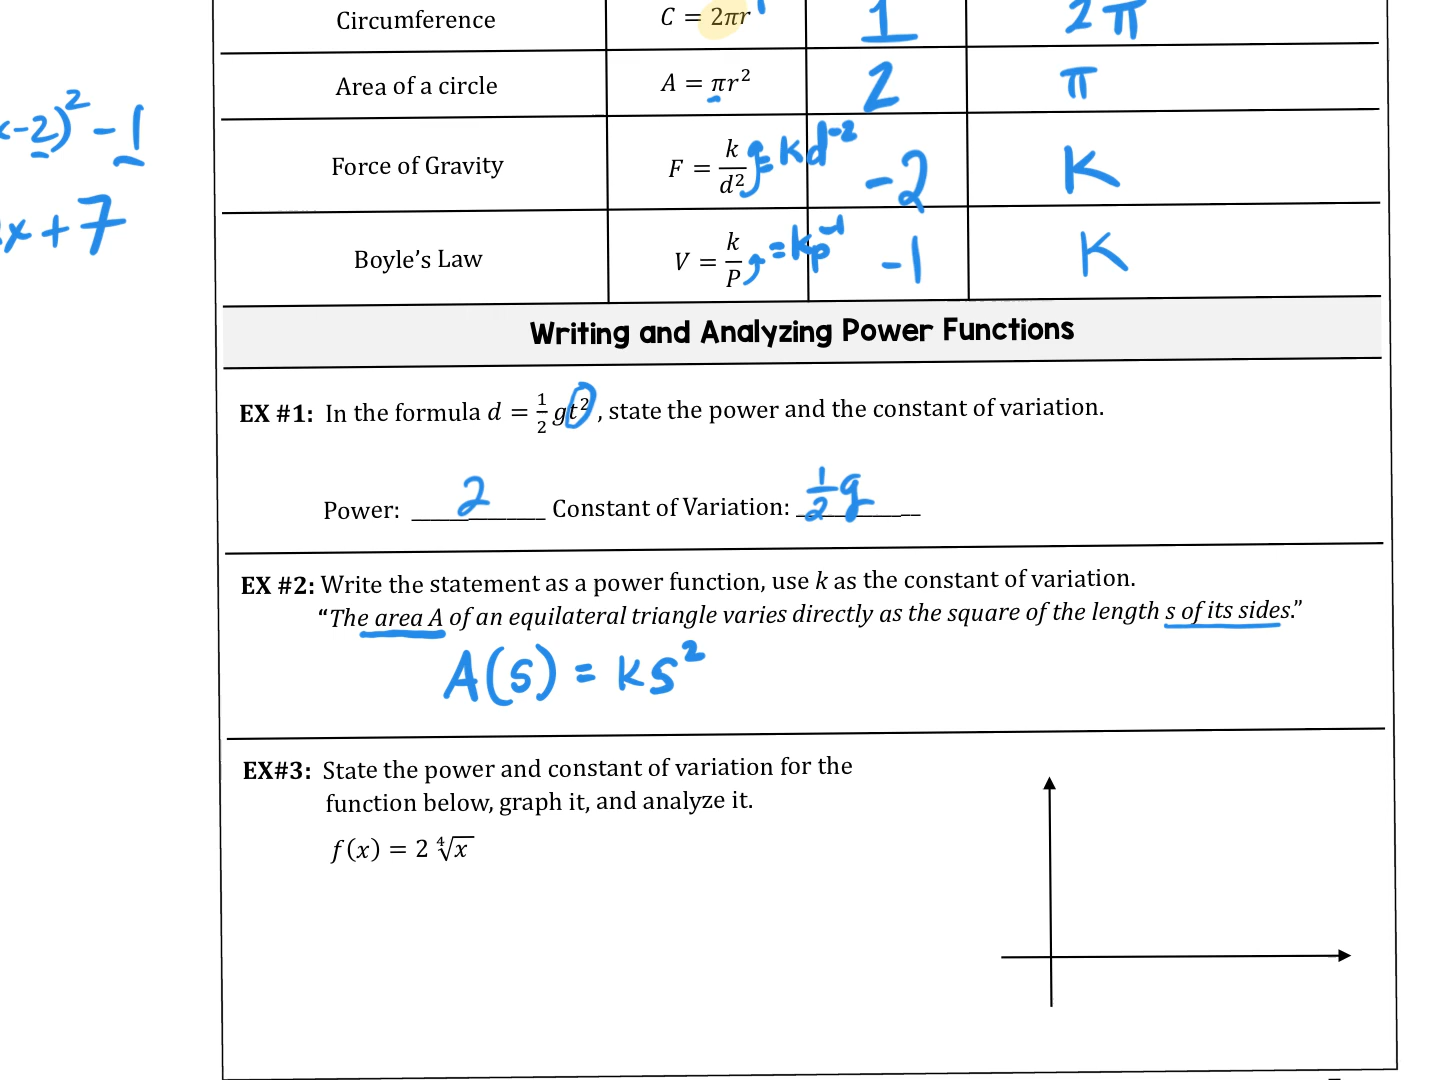 Circumference C = 2πr¹ 1 2π
Area of a circle A = πr² 2 π
-2)² - 1
Force of Gravity F = k/d² = kd⁻² -2 K
x + 7
Boyle's Law V = k/P = kp⁻¹ -1 K
Writing and Analyzing Power Functions
EX #1: In the formula d = 1/2 gt², state the power and the constant of variation.
Power: 2 Constant of Variation: 1/2 g
EX #2: Write the statement as a power function, use k as the constant of variation.
“The area A of an equilateral triangle varies directly as the square of the length s of its sides.”
A(s) = ks²
EX#3: State the power and constant of variation for the
function below, graph it, and analyze it.
f(x) = 2 ∜x